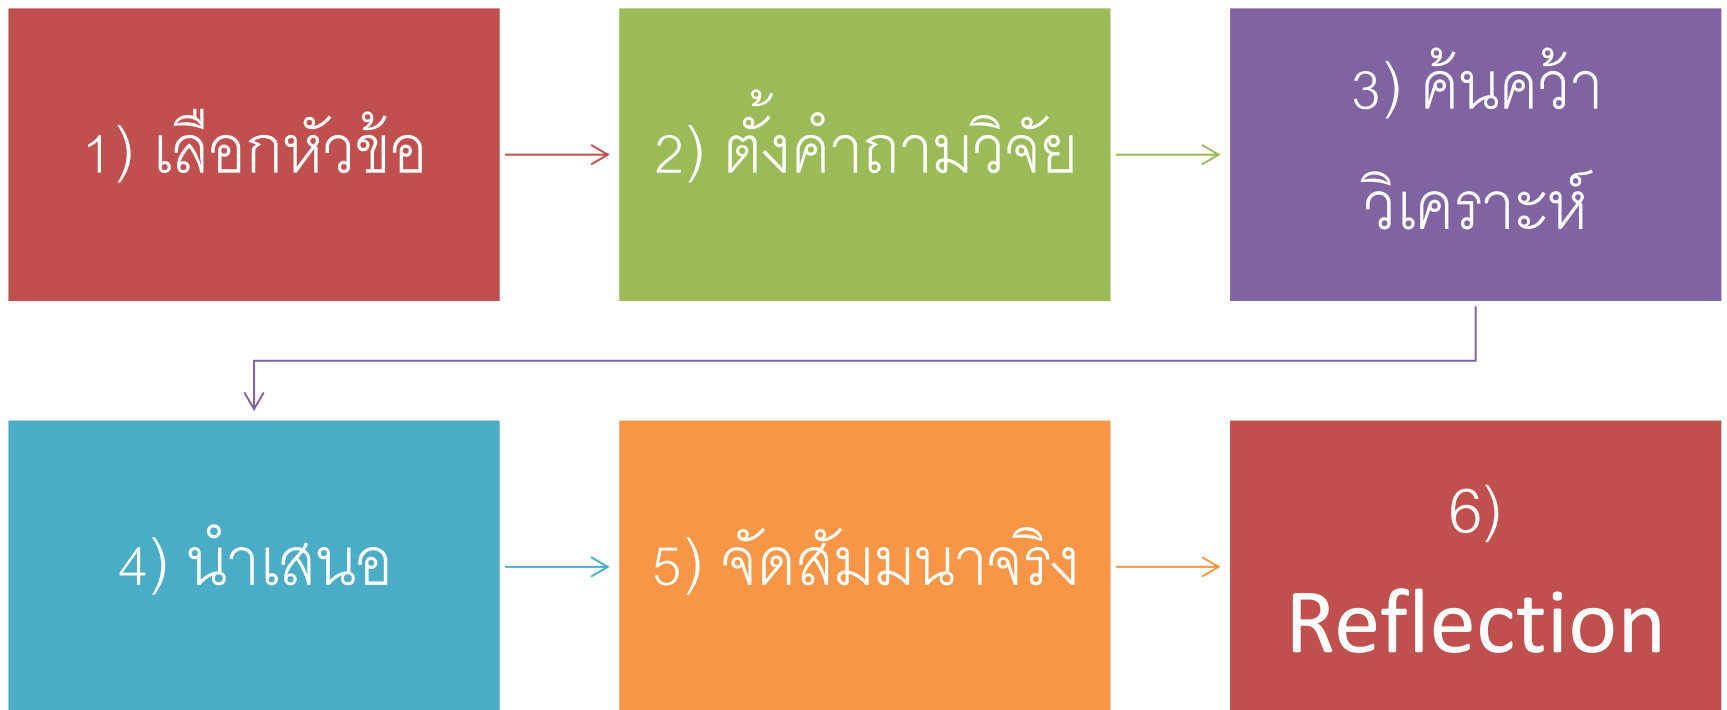 1) เลือกหัวข้อ
2) ตั้งคำถามวิจัย
3) ค้นคว้า
วิเคราะห์
4) นำเสนอ
5) จัดสัมมนาจริง
6)
Reflection